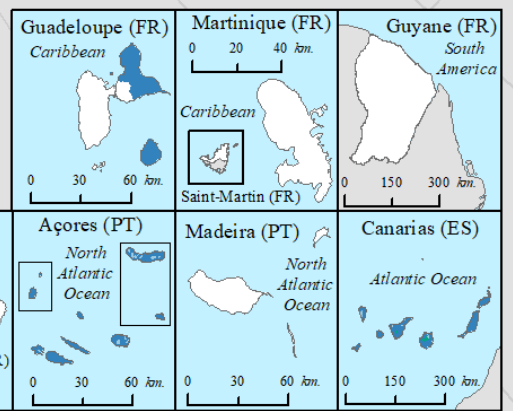 Guadeloupe (FR)
Caribbean
0 30 60 km.
Martinique (FR)
0 20 40 km.
Caribbean
Saint-Martin (FR)
Guyane (FR)
South
America
0 150 300 km.
Açores (PT)
North
Atlantic
Ocean
0 30 60 km.
Madeira (PT)
North
Atlantic
Ocean
0 30 60 km.
Canarias (ES)
Atlantic Ocean
0 150 300 km.